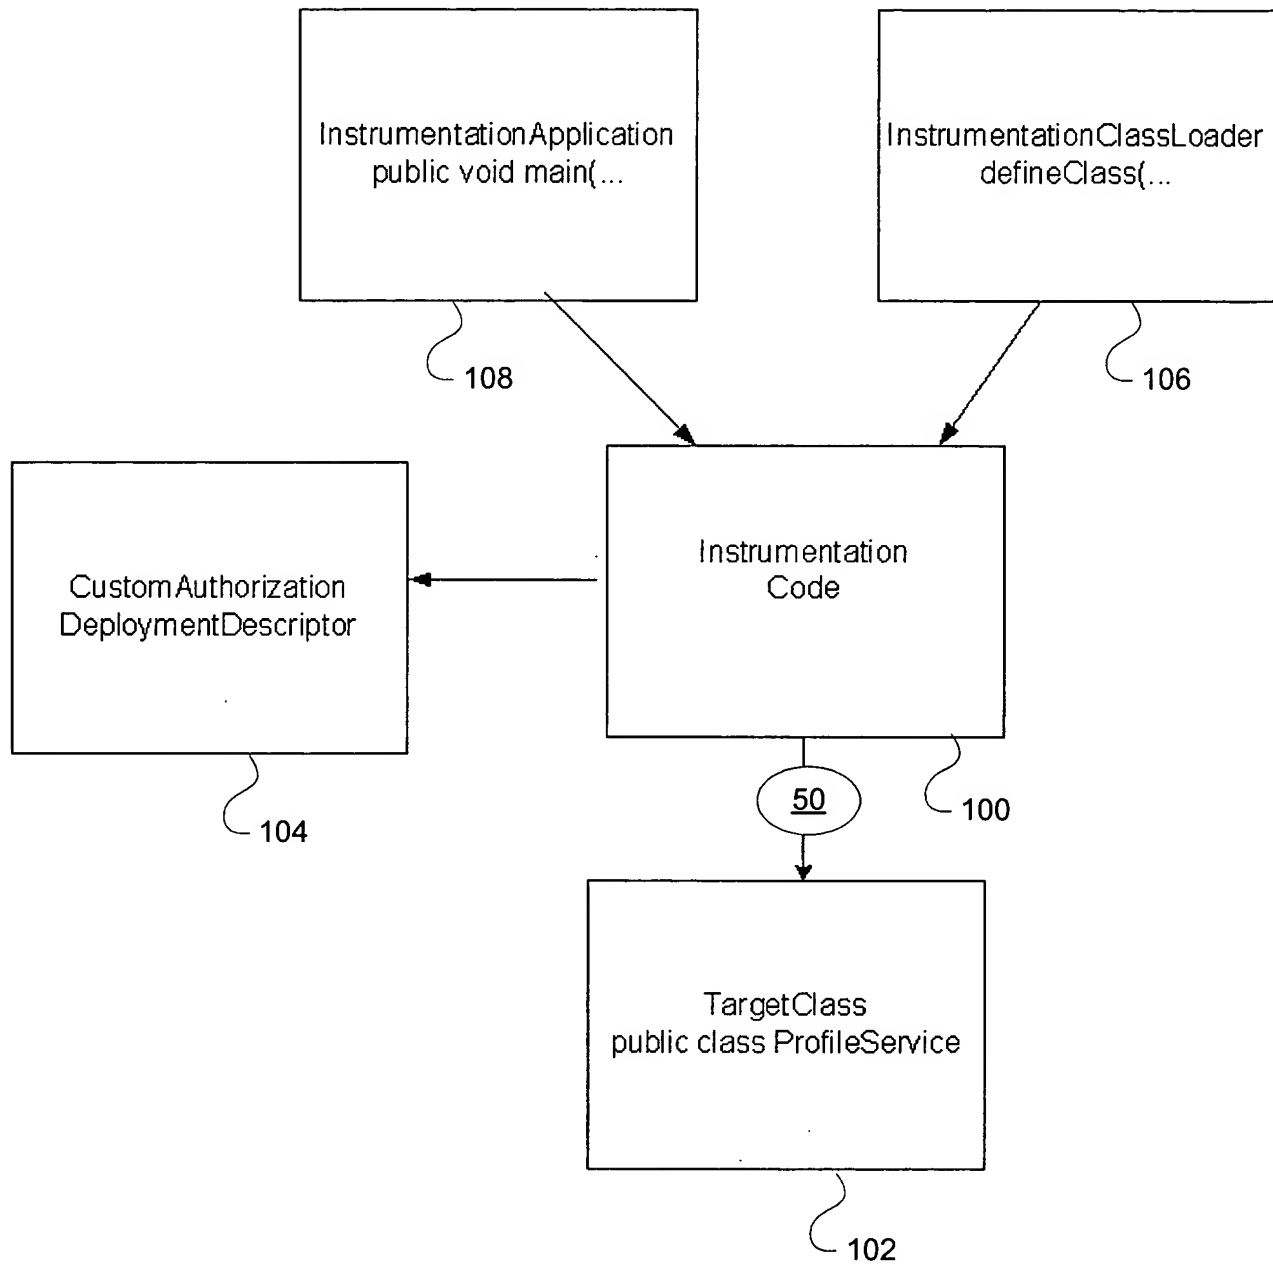 InstrumentationApplication
public void main(...
InstrumentationClassLoader
defineClass(...
108
106
Instrumentation
Code
CustomAuthorization
DeploymentDescriptor
50
100
104
TargetClass
public class ProfileService
102